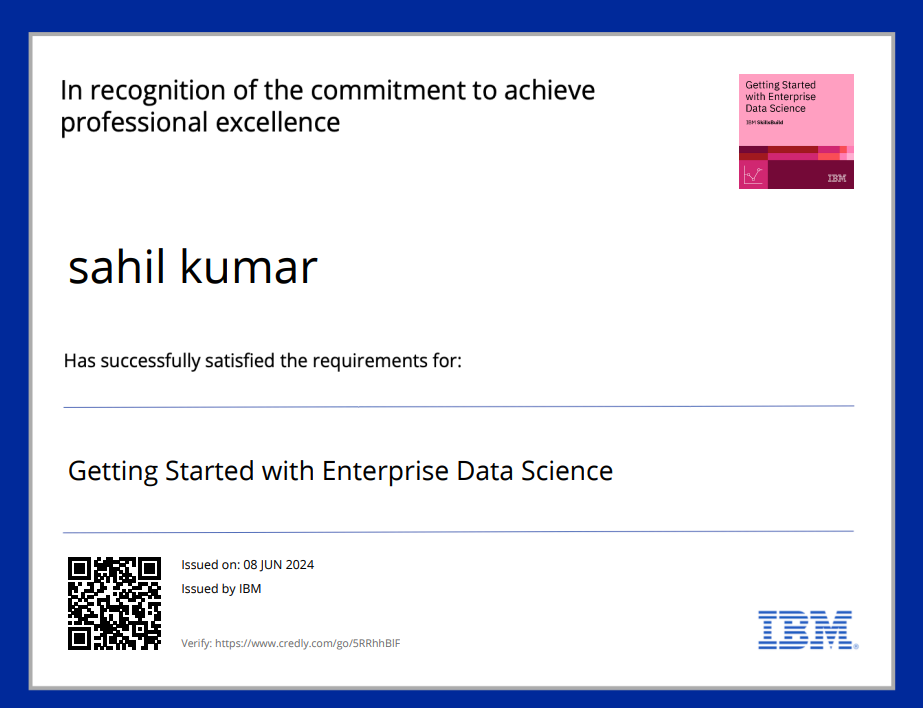 In recognition of the commitment to achieve
professional excellence
Getting Started
with Enterprise
Data Science
IBM SkillsBuild
IBM
sahil kumar
Has successfully satisfied the requirements for:
Getting Started with Enterprise Data Science
Issued on: 08 JUN 2024
Issued by IBM
Verify: https://www.credly.com/go/5RRhhBlF
IBM®